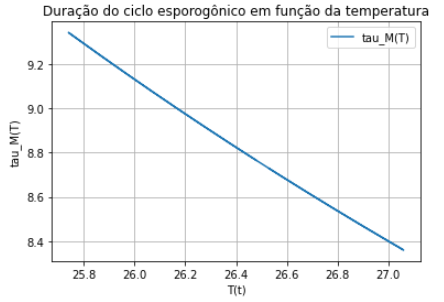 Duração do ciclo esporogônico em função da temperatura
tau_M(T)
9.2
9.0
8.8
8.6
8.4
tau_M(T)
25.8 26.0 26.2 26.4 26.6 26.8 27.0
T(t)